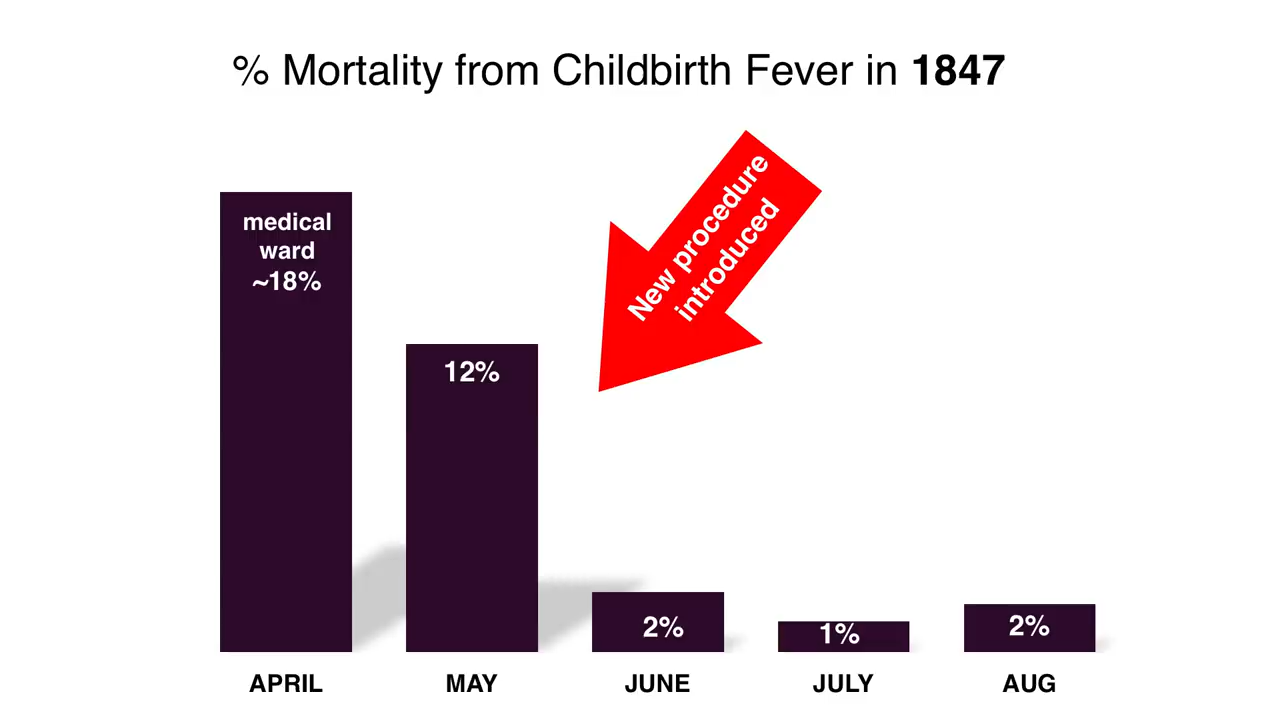 % Mortality from Childbirth Fever in 1847
New procedure
introduced
medical
ward
~18%
12%
2%
1%
2%
APRIL
MAY
JUNE
JULY
AUG